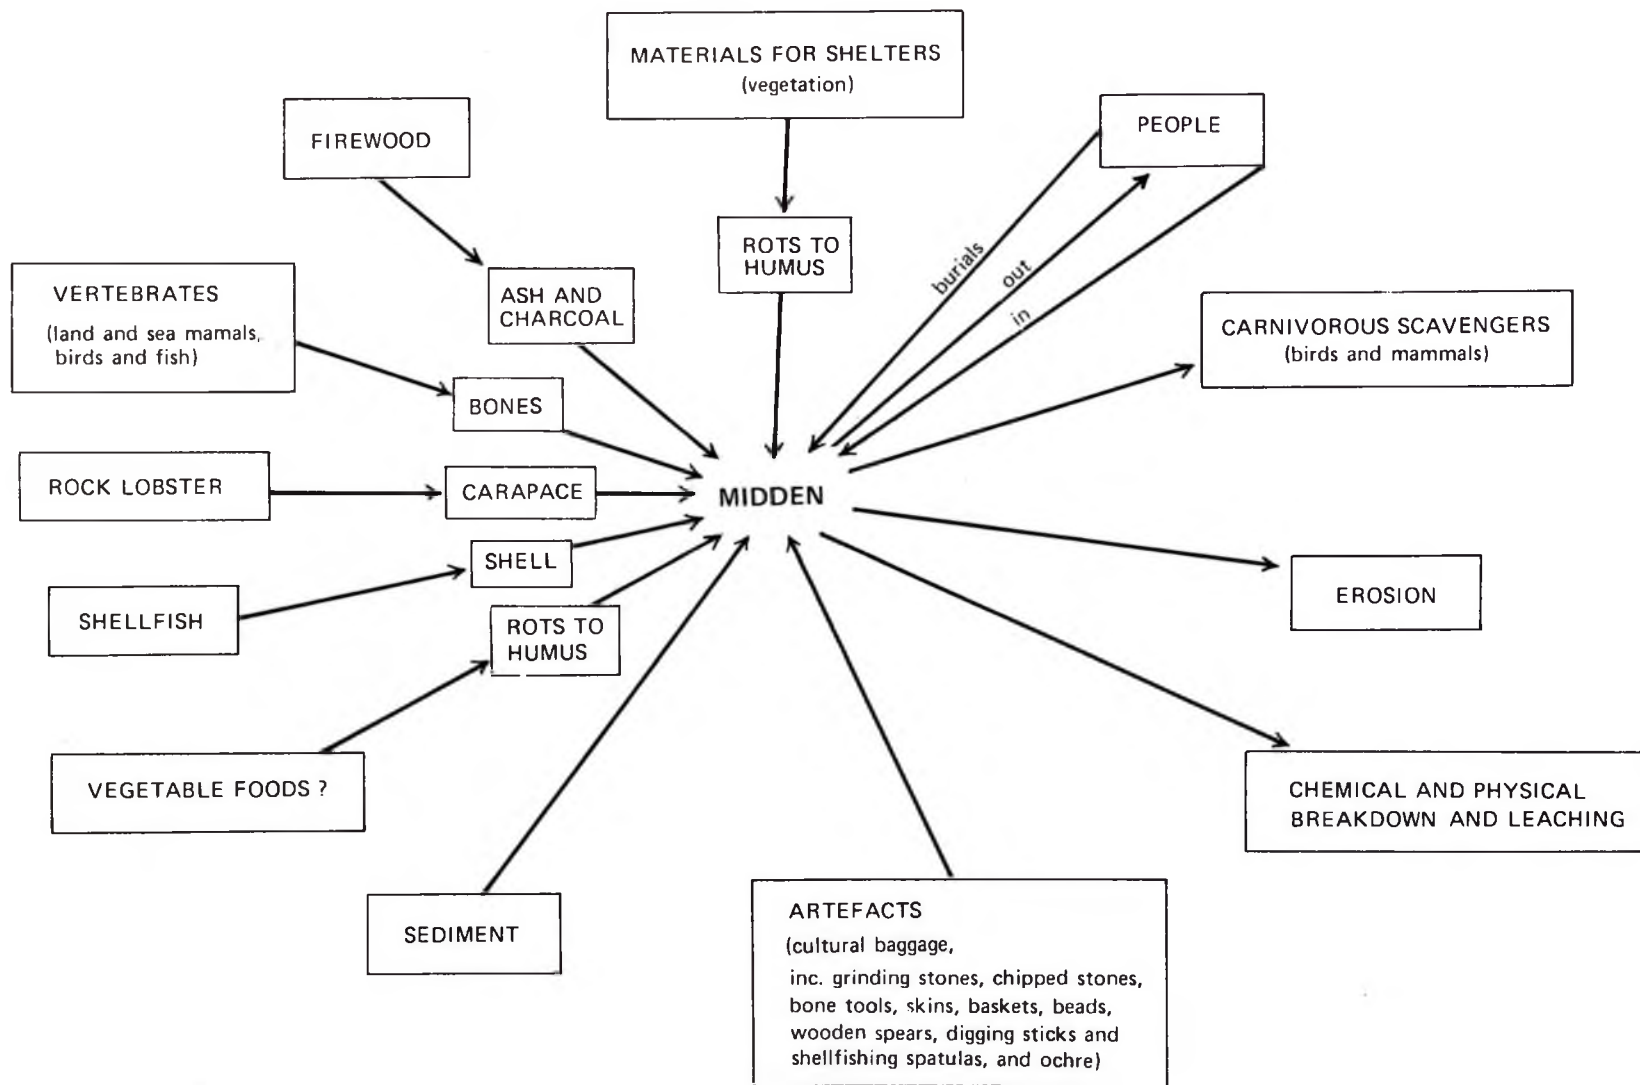 MATERIALS FOR SHELTERS
(vegetation)
PEOPLE
FIREWOOD
ROTS TO
HUMUS
burials
out
in
VERTEBRATES
(land and sea mamals,
birds and fish)
ASH AND
CHARCOAL
CARNIVOROUS SCAVENGERS
(birds and mammals)
BONES
ROCK LOBSTER
CARAPACE
MIDDEN
SHELL
EROSION
SHELLFISH
ROTS TO
HUMUS
VEGETABLE FOODS ?
CHEMICAL AND PHYSICAL
BREAKDOWN AND LEACHING
SEDIMENT
ARTEFACTS
(cultural baggage,
inc. grinding stones, chipped stones,
bone tools, skins, baskets, beads,
wooden spears, digging sticks and
shellfishing spatulas, and ochre)